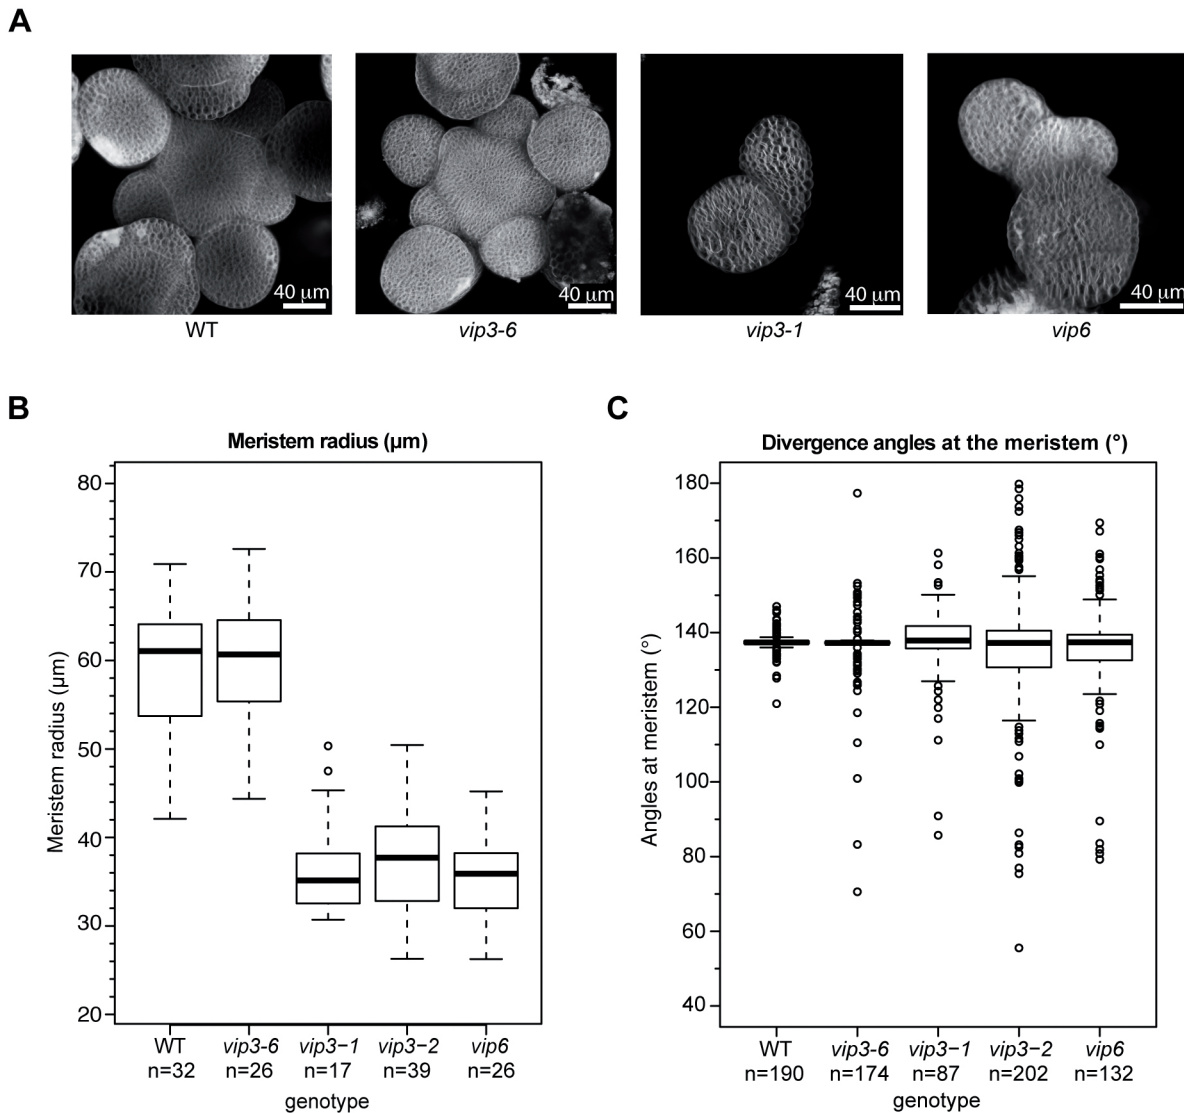 A
40 μm
40 μm
40 μm
40 μm
WT
vip3-6
vip3-1
vip6
B
Meristem radius (μm)
Meristem radius (μm)
80
70
60
50
40
30
20
WT
vip3-6
vip3−1
vip3−2
vip6
n=32
n=26
n=17
n=39
n=26
genotype
C
Divergence angles at the meristem (°)
Angles at meristem (°)
180
160
140
120
100
80
60
40
WT
vip3-6
vip3−1
vip3−2
vip6
n=190
n=174
n=87
n=202
n=132
genotype